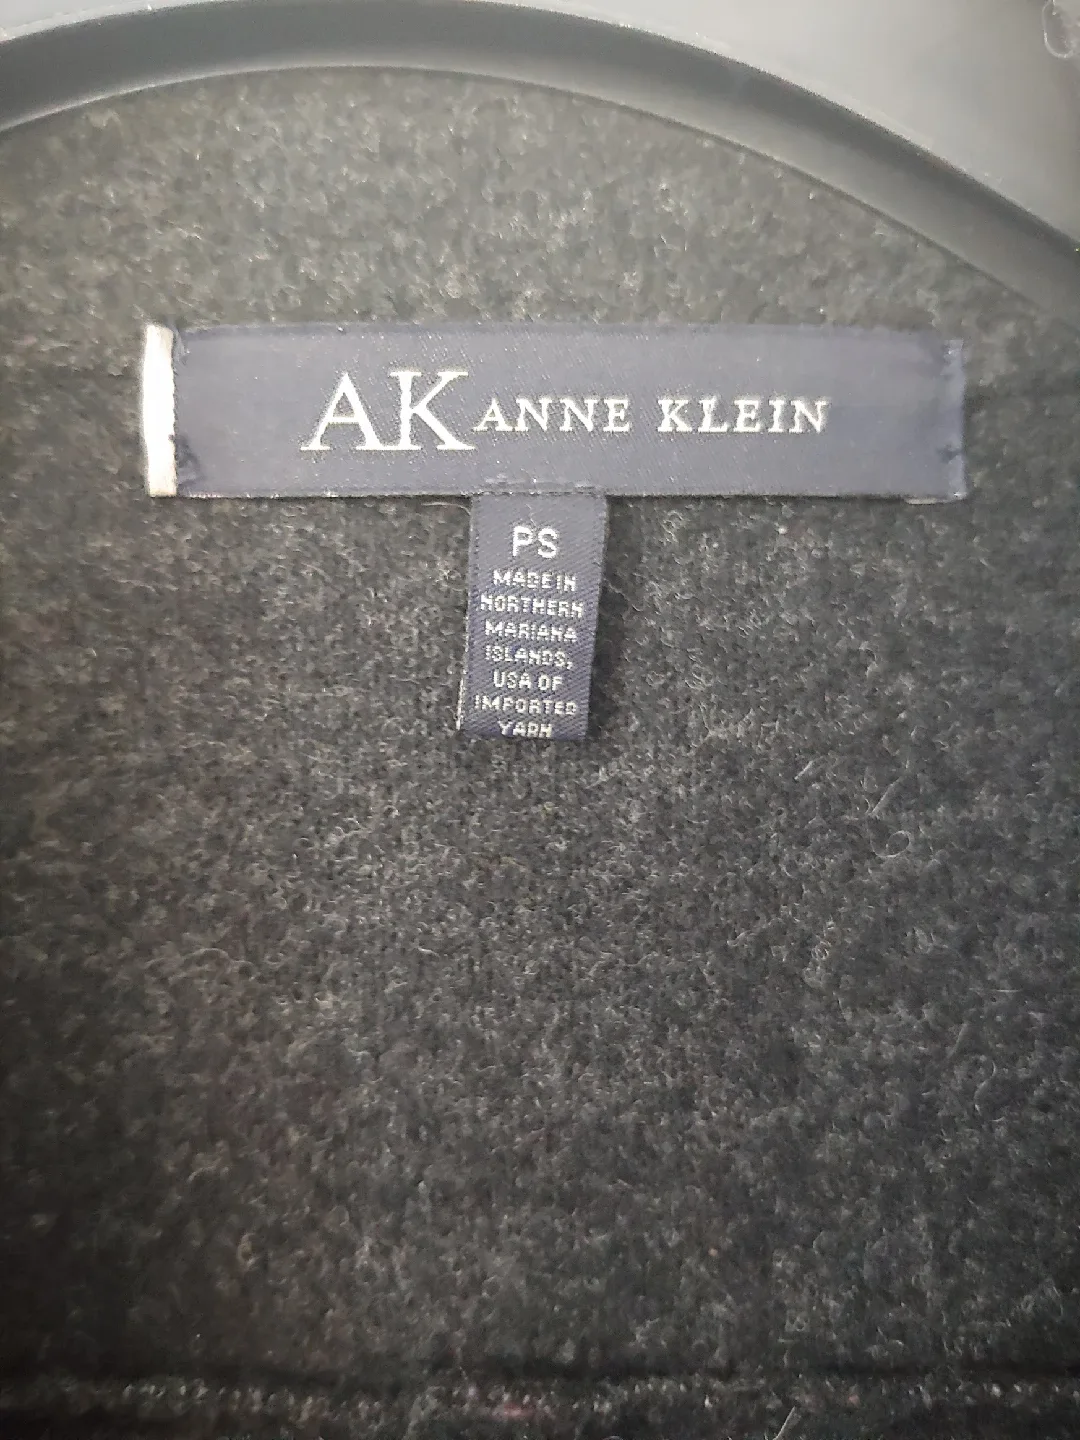 AK ANNE KLEIN
PS
MADE IN
NORTHERN
MARIANA
ISLANDS,
USA OF
IMPORTED
YARN